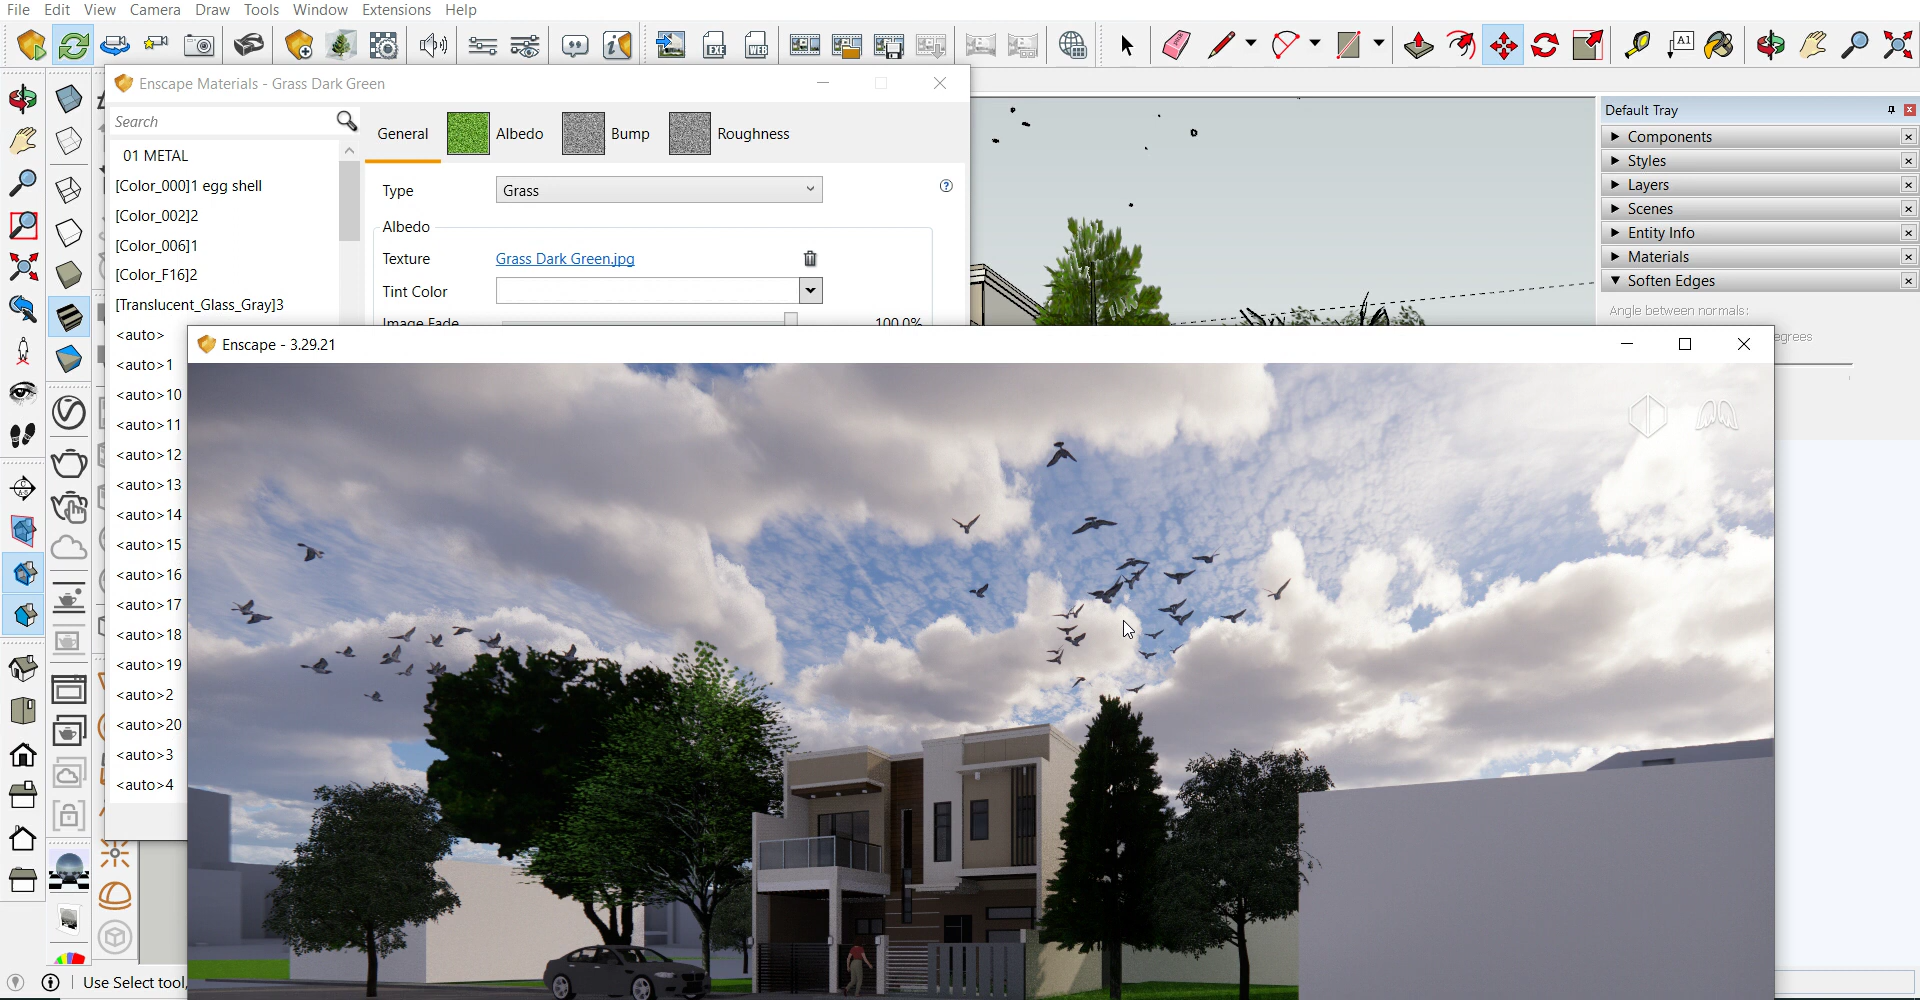 File Edit View Camera Draw Tools Window Extensions Help
EXE
WEB
A1
Enscape Materials - Grass Dark Green
Search
General
Albedo
Bump
Roughness
01 METAL
[Color_000]1 egg shell
[Color_002]2
[Color_006]1
[Color_F16]2
[Translucent_Glass_Gray]3
<auto>
<auto>1
<auto>10
<auto>11
<auto>12
<auto>13
<auto>14
<auto>15
<auto>16
<auto>17
<auto>18
<auto>19
<auto>2
<auto>20
<auto>3
<auto>4
Type
Grass
Albedo
Texture
Grass Dark Green.jpg
Tint Color
Image Fade
100.0%
Enscape - 3.29.21
Default Tray
Components
Styles
Layers
Scenes
Entity Info
Materials
Soften Edges
Angle between normals:
egrees
Use Select tool,